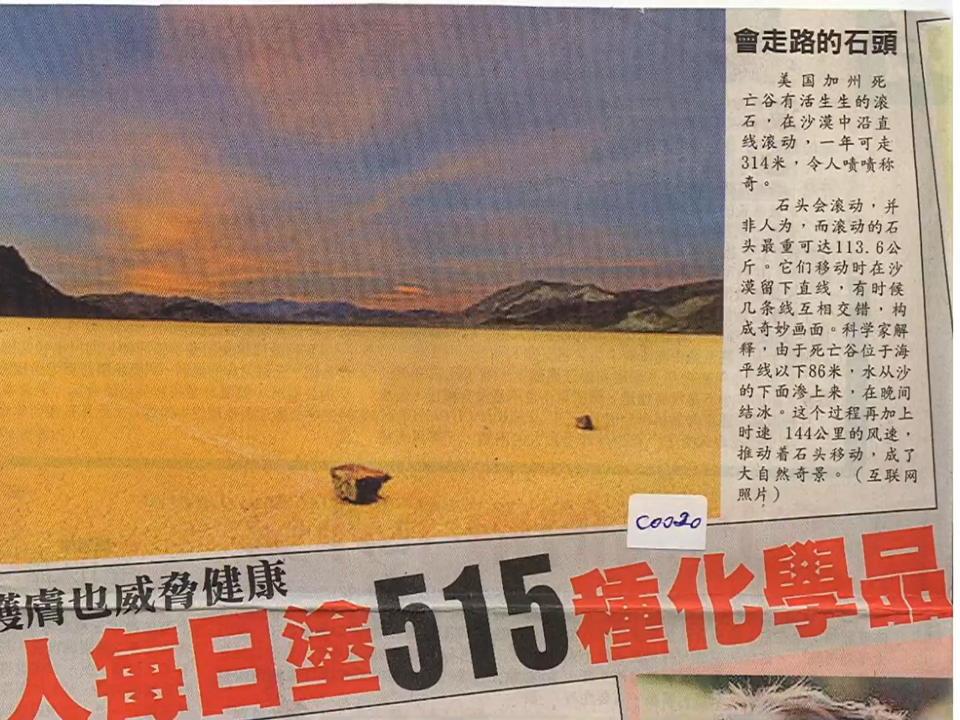 會走路的石頭
美国加州死
亡谷有活生生的滚
石，在沙漠中沿直
线滚动，一年可走
314米，令人啧啧称
奇。
石头会滚动，并
非人为，而滚动的石
头最重可达113.6公
斤。它们移动时在沙
漠留下直线，有时候
几条线互相交错，构
成奇妙画面。科学家解
释，由于死亡谷位于海
平线以下86米，水从沙
的下面渗上来，在晚间
结冰。这个过程再加上
时速 144公里的风速，
推动着石头移动，成了
大自然奇景。（互联网
照片）
C0020
護膚也威脅健康
人每日塗515種化學品